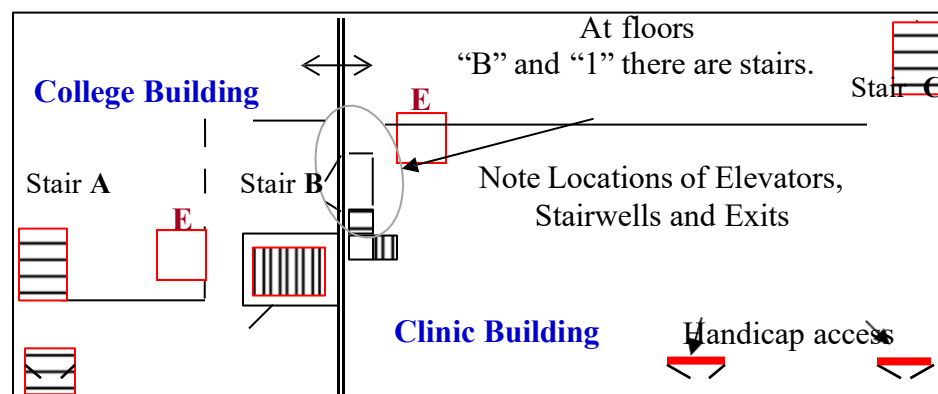 At floors
“B” and “1” there are stairs.
College Building
E
Stair C
Stair A
Stair B
Note Locations of Elevators,
Stairwells and Exits
E
Clinic Building
Handicap access